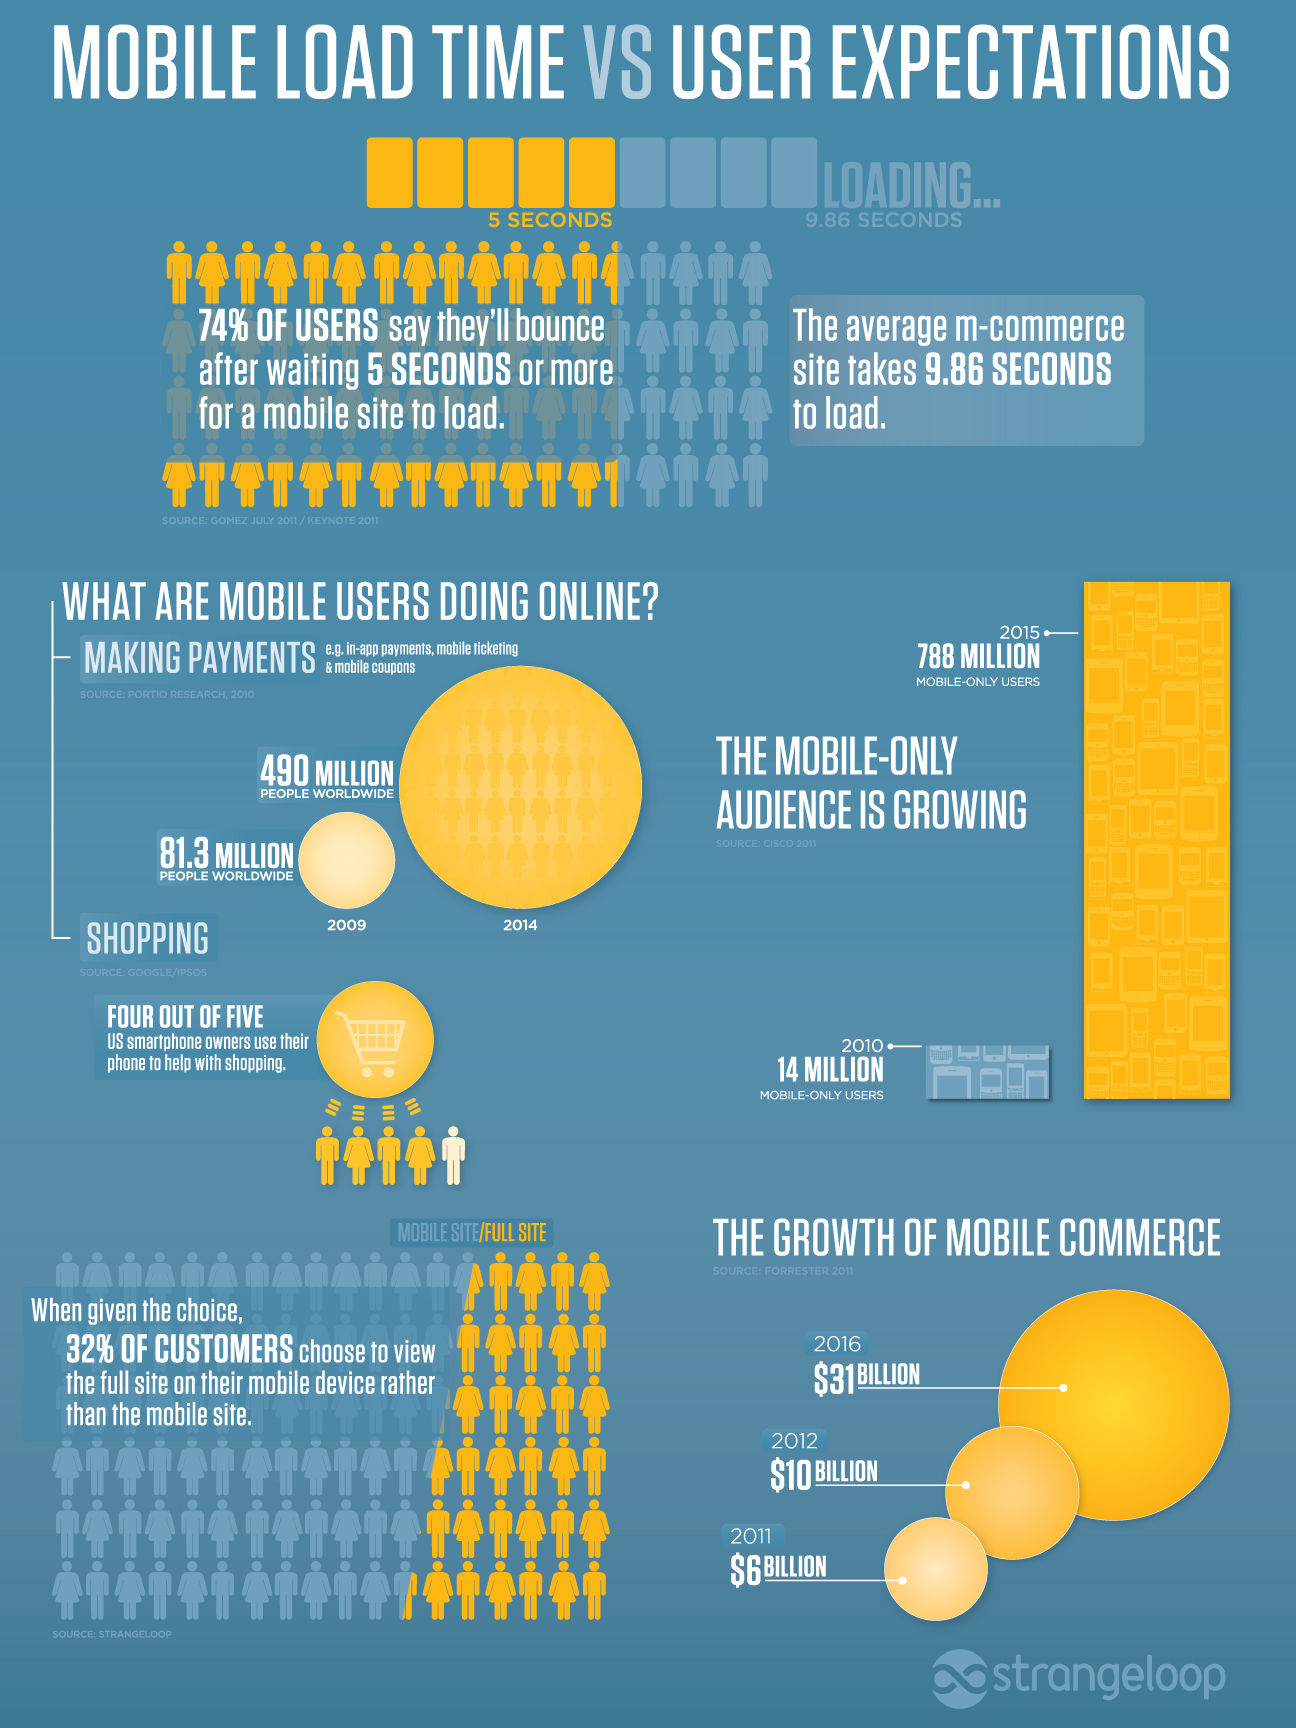 MOBILE LOAD TIME VS USER EXPECTATIONS
LOADING...
5 SECONDS
9.86 SECONDS
74% OF USERS say they'll bounce
after waiting 5 SECONDS or more
for a mobile site to load.
The average m-commerce
site takes 9.86 SECONDS
to load.
SOURCE: GOMEZ JULY 2011 / KEYNOTE 2011
WHAT ARE MOBILE USERS DOING ONLINE?
MAKING PAYMENTS
e.g. in-app payments, mobile ticketing
& mobile coupons
SOURCE: PORTIO RESEARCH, 2010
490 MILLION
PEOPLE WORLDWIDE
81.3 MILLION
PEOPLE WORLDWIDE
2009
2014
SHOPPING
SOURCE: GOOGLE/IPSOS
FOUR OUT OF FIVE
US smartphone owners use their
phone to help with shopping.
2015
788 MILLION
MOBILE-ONLY USERS
THE MOBILE-ONLY
AUDIENCE IS GROWING
SOURCE: CISCO 2011
2010
14 MILLION
MOBILE-ONLY USERS
MOBILE SITE/FULL SITE
When given the choice,
32% OF CUSTOMERS choose to view
the full site on their mobile device rather
than the mobile site.
SOURCE: STRANGELOOP
THE GROWTH OF MOBILE COMMERCE
SOURCE: FORRESTER 2011
2016
$31 BILLION
2012
$10 BILLION
2011
$6 BILLION
strangeloop